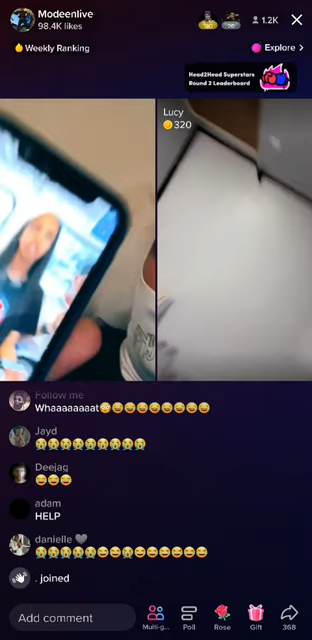 Modeenlive
98.4K likes
1.2K
Weekly Ranking
Explore >
Head2Head Superstars
Round 2 Leaderboard
Lucy
320
Follow me
Whaaaaaaaat😳😂😂😂😂😂😂😂😂
Jayd
😭😭😭😭😭😭😭😭😭
Deejag
😂😂😂
adam
HELP
danielle 🩶
😭😭😭😭😭😂😂😭😂😂😂😂😂😂
. joined
Add comment
Multi-g...
Poll
Rose
Gift
368